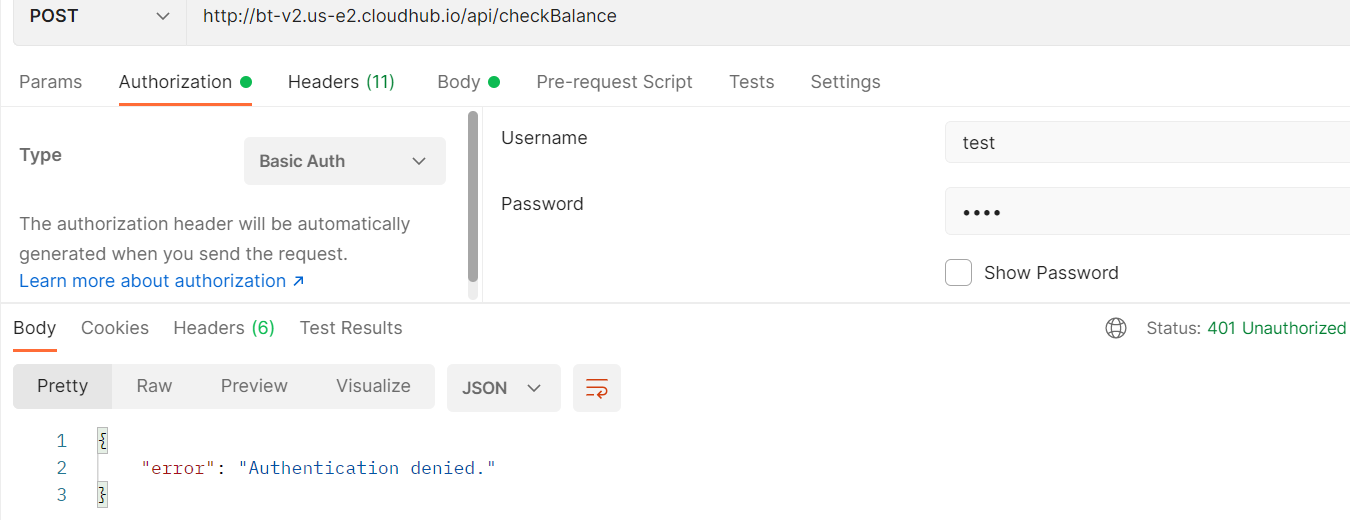 POST http://bt-v2.us-e2.cloudhub.io/api/checkBalance
Params Authorization Headers (11) Body Pre-request Script Tests Settings
Type Basic Auth
The authorization header will be automatically
generated when you send the request.
Learn more about authorization ↗
Username test
Password ••••
Show Password
Body Cookies Headers (6) Test Results Status: 401 Unauthorized
Pretty Raw Preview Visualize JSON
1 {
2 "error": "Authentication denied."
3 }